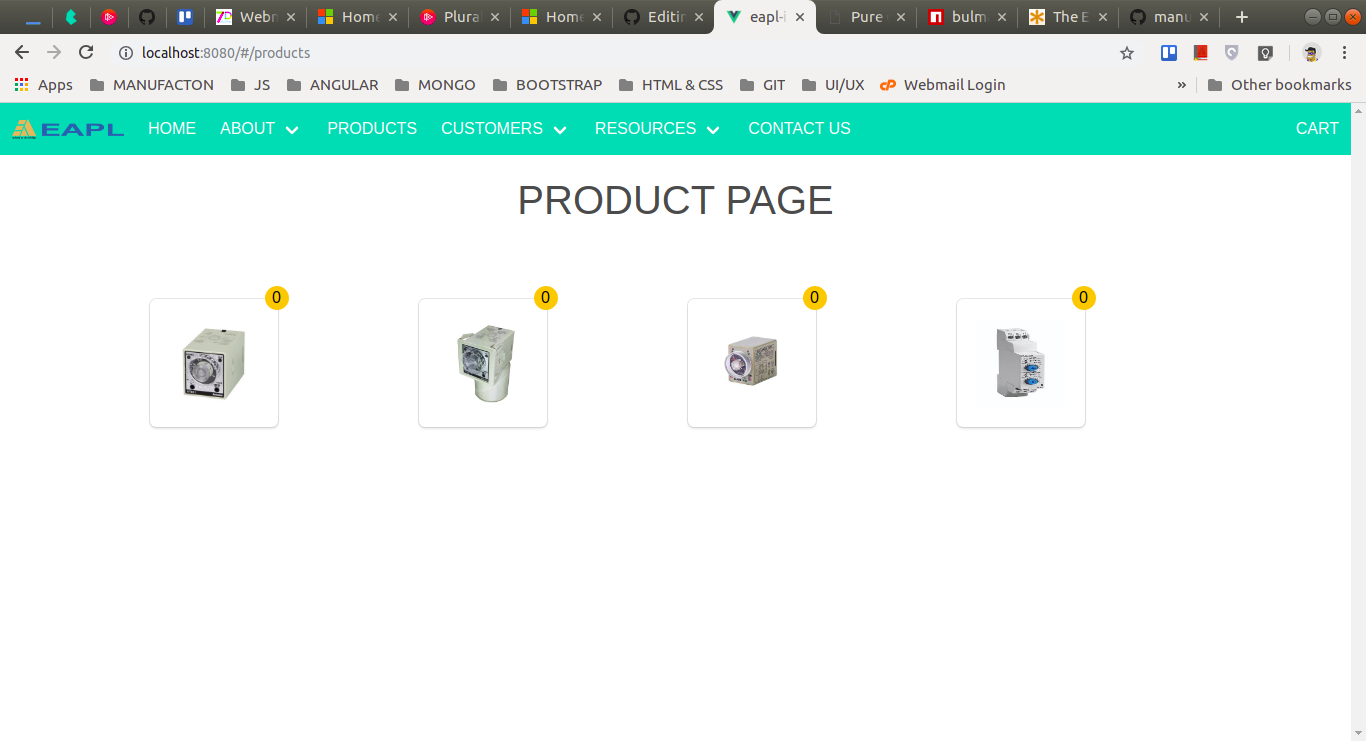 Webm
Home
Plural
Home
Editin
eapl-i
Pure
bulm
The E
manu
localhost:8080/#/products
Apps MANUFACTON JS ANGULAR MONGO BOOTSTRAP HTML & CSS GIT UI/UX Webmail Login » Other bookmarks
EAPL HOME ABOUT PRODUCTS CUSTOMERS RESOURCES CONTACT US CART
PRODUCT PAGE
0 0 0 0